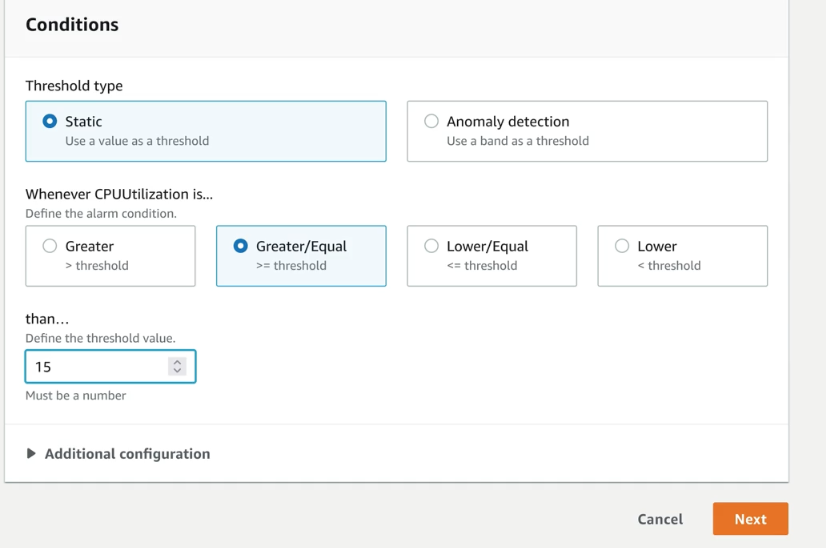 Conditions
Threshold type
Static
Use a value as a threshold
Anomaly detection
Use a band as a threshold
Whenever CPUUtilization is...
Define the alarm condition.
Greater
> threshold
Greater/Equal
>= threshold
Lower/Equal
<= threshold
Lower
< threshold
than…
Define the threshold value.
15
Must be a number
Additional configuration
Cancel
Next